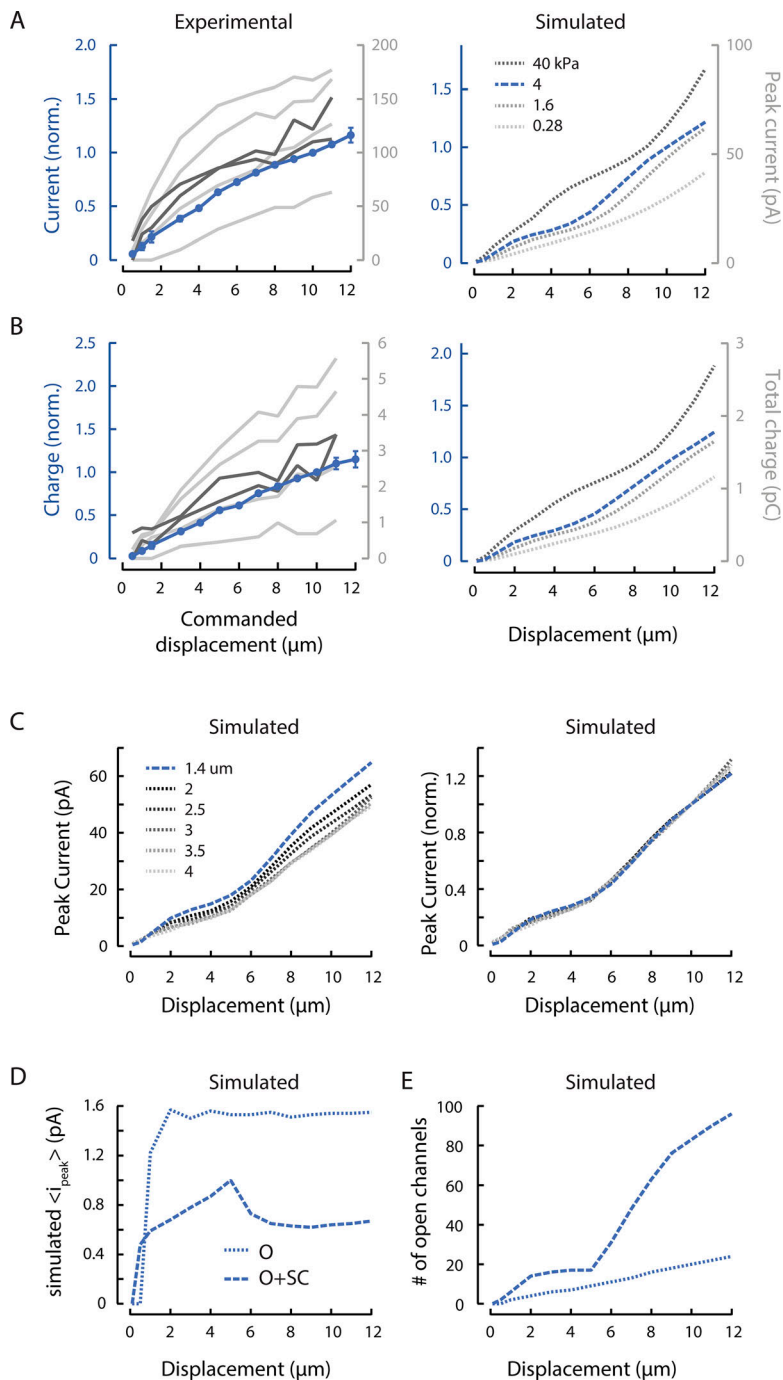 A
Experimental
Simulated
Current (norm.)
2.0
1.5
1.0
0.5
0
200
150
100
50
0
0 2 4 6 8 10 12
1.5
1.0
0.5
0
40 kPa
4
1.6
0.28
100
50
0
Peak current (pA)
0 2 4 6 8 10 12
B
Charge (norm.)
2.5
2.0
1.5
1.0
0.5
0
6
5
4
3
2
1
0
0 2 4 6 8 10 12
Commanded
displacement (µm)
2.0
1.5
1.0
0.5
0
3
2
1
0
Total charge (pC)
0 2 4 6 8 10 12
Displacement (µm)
C
Simulated
Peak Current (pA)
60
40
20
0
1.4 um
2
2.5
3
3.5
4
0 2 4 6 8 10 12
Displacement (µm)
Simulated
Peak Current (norm.)
1.2
0.8
0.4
0
0 2 4 6 8 10 12
Displacement (µm)
D
Simulated
simulated <i_peak> (pA)
1.6
1.2
0.8
0.4
0
O
O+SC
0 2 4 6 8 10 12
Displacement (µm)
E
Simulated
# of open channels
100
80
60
40
20
0
0 2 4 6 8 10 12
Displacement (µm)